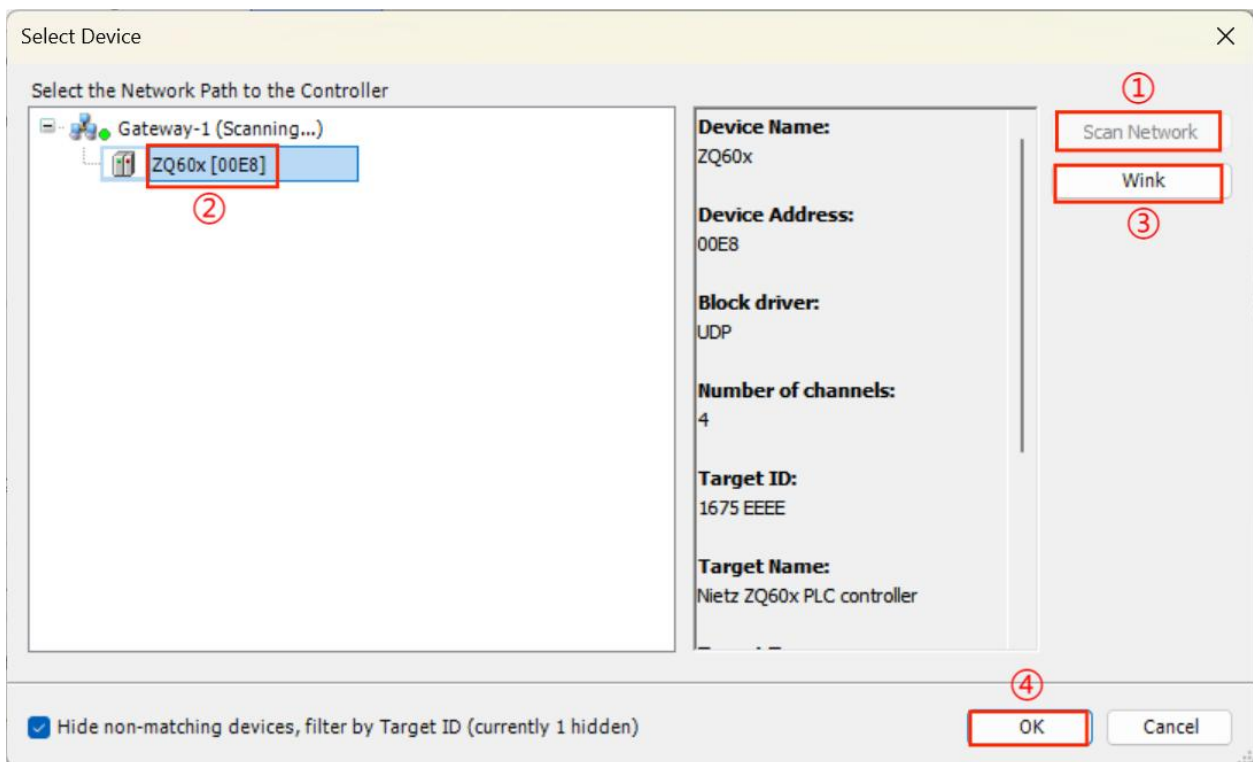 Select Device
Select the Network Path to the Controller
①
Gateway-1 (Scanning...)
ZQ60x [00E8]
②
Device Name:
ZQ60x
Device Address:
00E8
Block driver:
UDP
Number of channels:
4
Target ID:
1675 EEEE
Target Name:
Nietz ZQ60x PLC controller
Scan Network
Wink
③
④
Hide non-matching devices, filter by Target ID (currently 1 hidden)
OK
Cancel